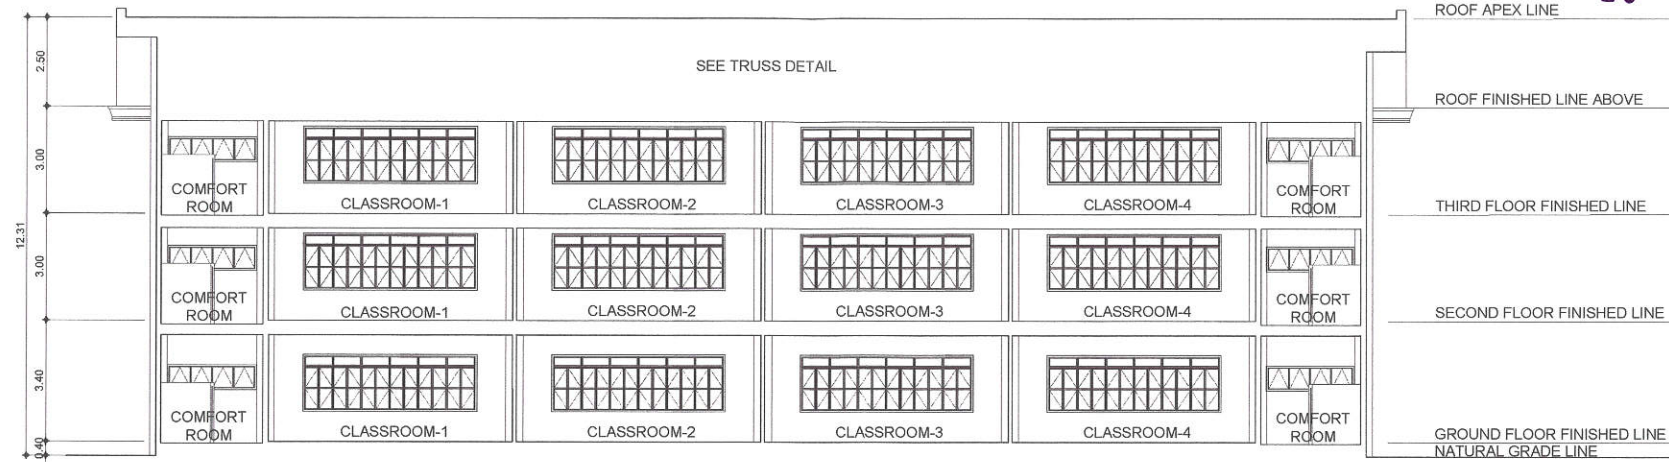 ROOF APEX LINE
2.50
SEE TRUSS DETAIL
ROOF FINISHED LINE ABOVE
3.00
COMFORT
ROOM
CLASSROOM-1
CLASSROOM-2
CLASSROOM-3
CLASSROOM-4
COMFORT
ROOM
THIRD FLOOR FINISHED LINE
12.31
3.00
COMFORT
ROOM
CLASSROOM-1
CLASSROOM-2
CLASSROOM-3
CLASSROOM-4
COMFORT
ROOM
SECOND FLOOR FINISHED LINE
3.40
COMFORT
ROOM
CLASSROOM-1
CLASSROOM-2
CLASSROOM-3
CLASSROOM-4
COMFORT
ROOM
GROUND FLOOR FINISHED LINE
0.40
NATURAL GRADE LINE